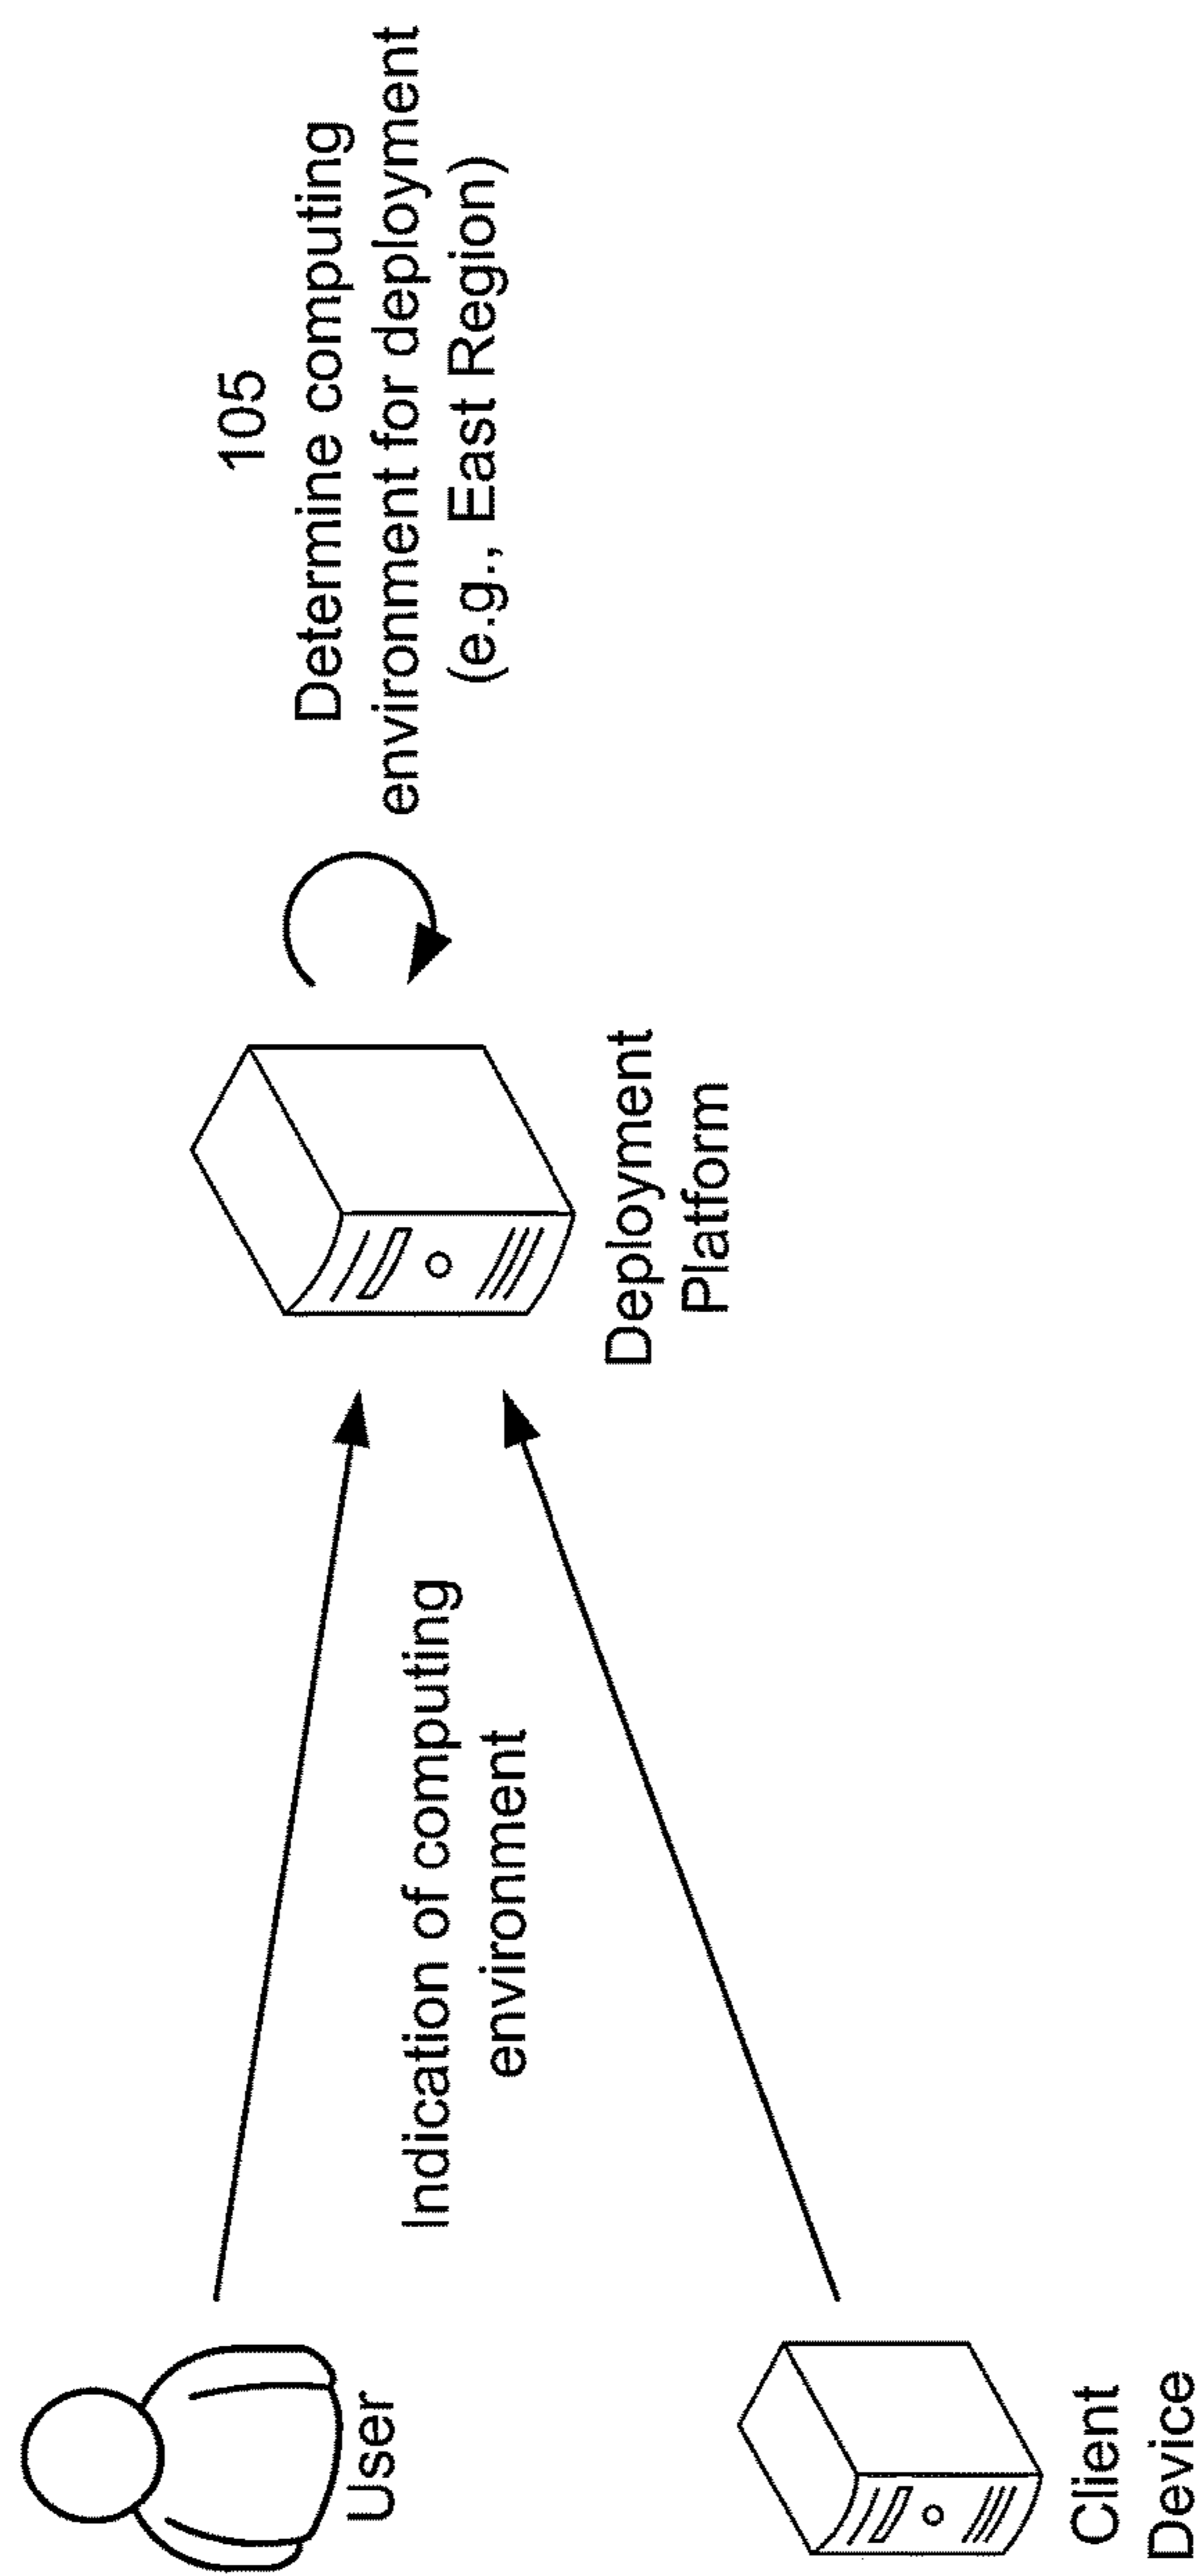 User
Client
Device
Indication of computing
environment
Deployment
Platform
105
Determine computing
environment for deployment
(e.g., East Region)